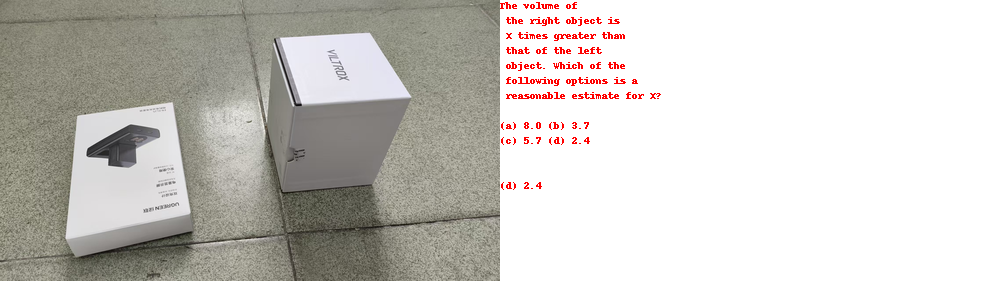 VILTROX
UGREEN 绿联
The volume of
the right object is
X times greater than
that of the left
object. Which of the
following options is a
reasonable estimate for X?
(a) 8.0 (b) 3.7
(c) 5.7 (d) 2.4
(d) 2.4